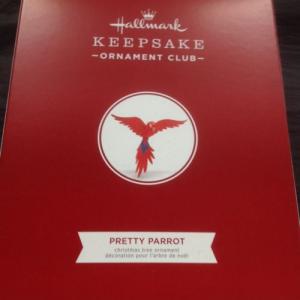 Hallmark
KEEPSAKE
-ORNAMENT CLUB-
PRETTY PARROT
christmas tree ornament
décoration pour l'arbre de noël